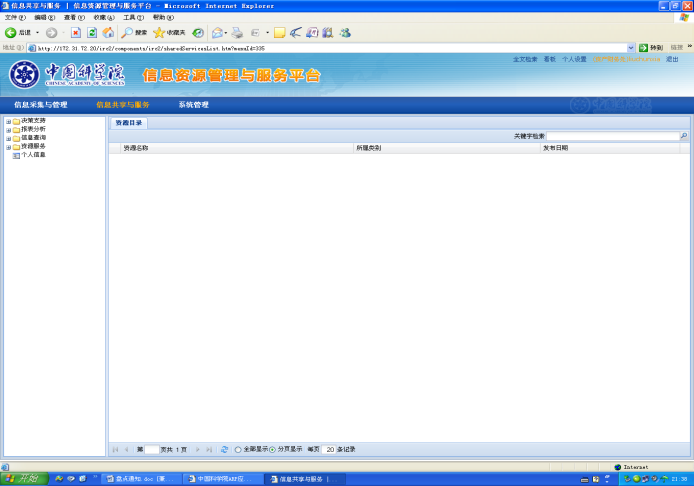 信息共享与服务 | 信息资源管理与服务平台 - Microsoft Internet Explorer
文件(F) 编辑(E) 查看(V) 收藏(A) 工具(T) 帮助(H)
后退 搜索 收藏夹
地址(D) http://172.31.72.20/irc2/components/irc2/sharedServicesList.htm?menuId=335 转到 链接 »
全文检索 看板 个人设置 退出
中国科学院 信息资源管理与服务平台
CHINESE ACADEMY OF SCIENCES
信息采集与管理 信息共享与服务 系统管理
决策支持 资源目录
报表分析
信息查询 关键字检索
资源服务 资源名称 所属类别 发布日期
个人信息
第 页共 1 页 全部显示 分页显示 每页 20 条记录
Internet
开始 盘点通知.doc [兼... 中国科学院ARP应... 信息共享与服务 |... 21:38